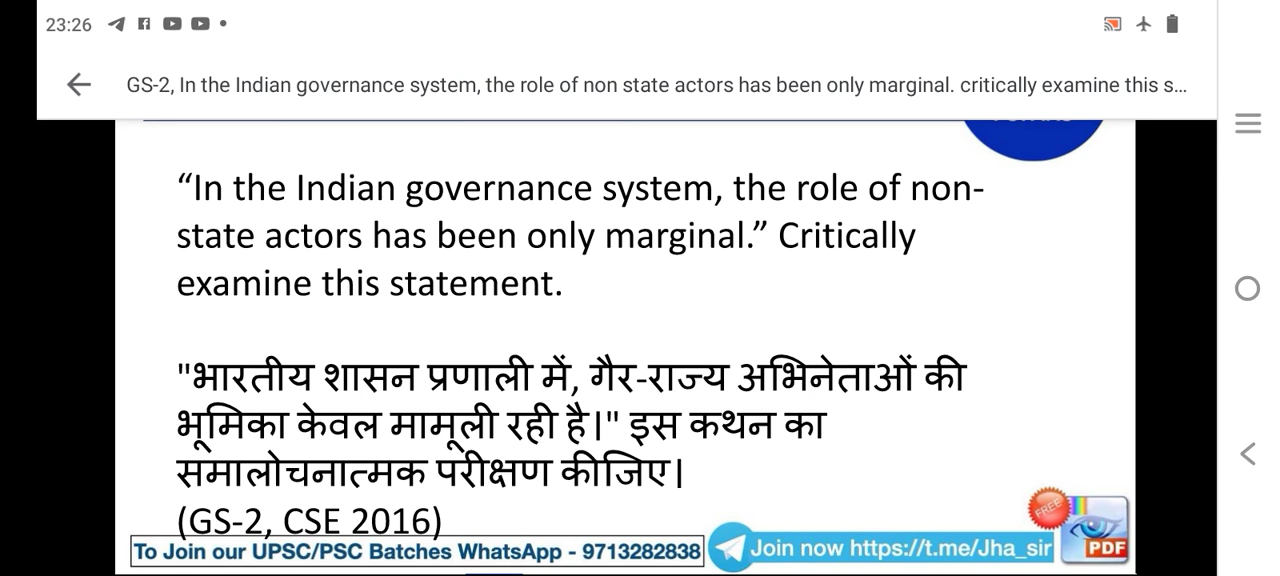 23:26
GS-2, In the Indian governance system, the role of non state actors has been only marginal. critically examine this s...
“In the Indian governance system, the role of non-
state actors has been only marginal.” Critically
examine this statement.
"भारतीय शासन प्रणाली में, गैर-राज्य अभिनेताओं की
भूमिका केवल मामूली रही है।" इस कथन का
समालोचनात्मक परीक्षण कीजिए।
(GS-2, CSE 2016)
To Join our UPSC/PSC Batches WhatsApp - 9713282838
Join now https://t.me/Jha_sir
FREE
PDF